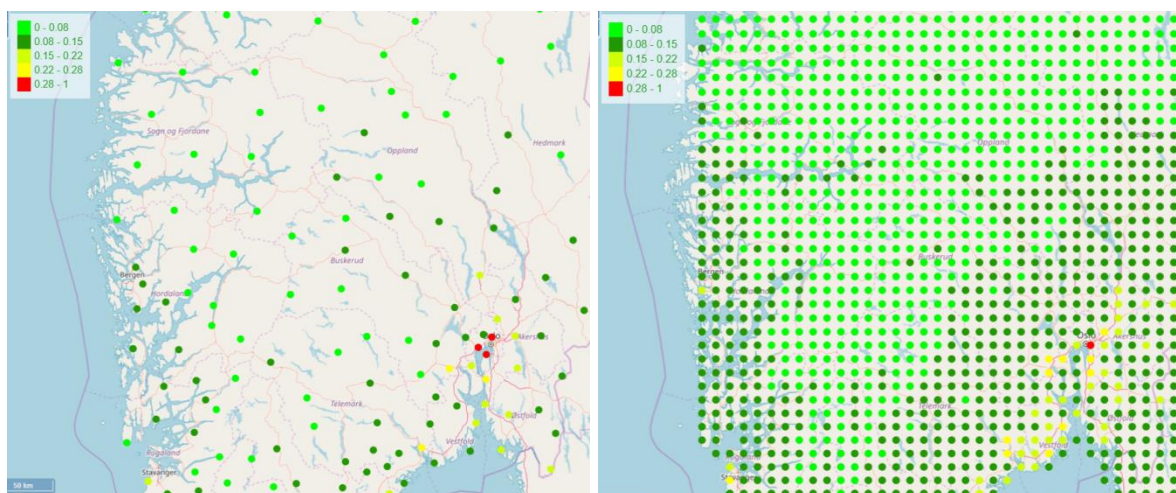 0 - 0.08
0.08 - 0.15
0.15 - 0.22
0.22 - 0.28
0.28 - 1
Sogn og Fjordane
Oppland
Hedmark
Buskerud
Bergen
Hordaland
Akershus
Telemark
Østfold
Vestfold
Rogaland
Stavanger
58 km
0 - 0.08
0.08 - 0.15
0.15 - 0.22
0.22 - 0.28
0.28 - 1
Oppland
Hedmark
Buskerud
Bergen
Oslo
Akershus
Telemark
Østfold
Vestfold